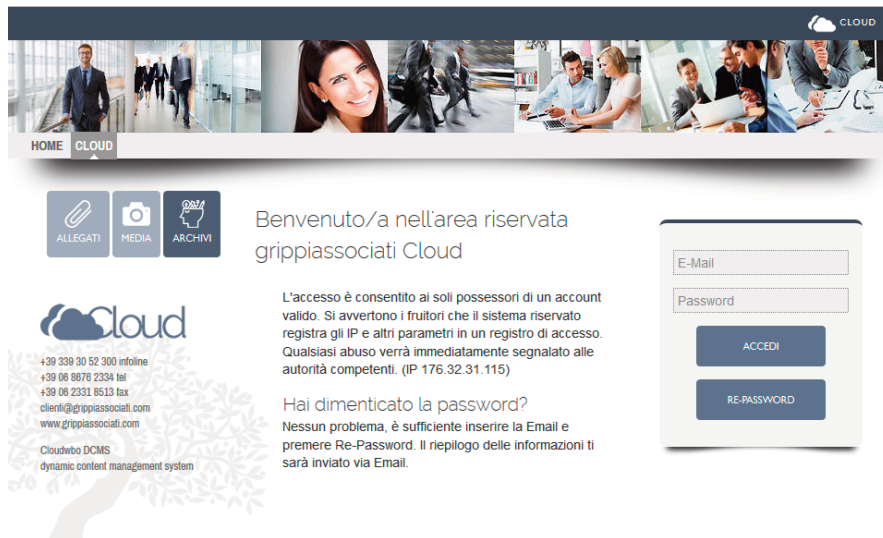 CLOUD
HOME CLOUD
ALLEGATI MEDIA ARCHIVI
Benvenuto/a nell'area riservata
grippiassociati Cloud
L'accesso è consentito ai soli possessori di un account
valido. Si avvertono i fruitori che il sistema riservato
registra gli IP e altri parametri in un registro di accesso.
Qualsiasi abuso verrà immediatamente segnalato alle
autorità competenti. (IP 176.32.31.115)
Hai dimenticato la password?
Nessun problema, è sufficiente inserire la Email e
premere Re-Password. Il riepilogo delle informazioni ti
sarà inviato via Email.
E-Mail
Password
ACCEDI
RE-PASSWORD
Cloud
+39 339 30 52 300 infoline
+39 06 8676 2334 tel
+39 06 2331 8513 fax
clienti@grippiassociati.com
www.grippiassociati.com
Cloudwbo DCMS
dynamic content management system